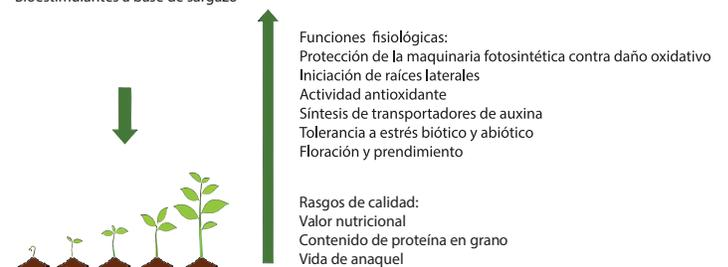 Bioestimulantes a base de sargazo
Funciones fisiológicas:
Protección de la maquinaria fotosintética contra daño oxidativo
Iniciación de raíces laterales
Actividad antioxidante
Síntesis de transportadores de auxina
Tolerancia a estrés biótico y abiótico
Floración y prendimiento
Rasgos de calidad:
Valor nutricional
Contenido de proteína en grano
Vida de anaquel